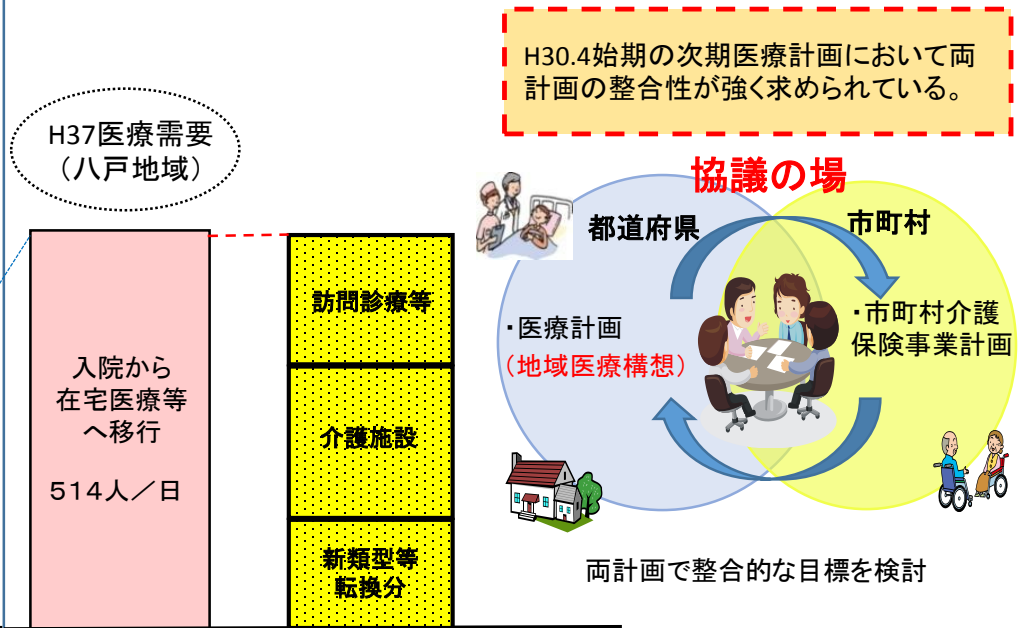 H30.4始期の次期医療計画において両
計画の整合性が強く求められている。
H37医療需要
（八戸地域）
協議の場
都道府県
市町村
訪問診療等
・医療計画
（地域医療構想）
・市町村介護
保険事業計画
入院から
在宅医療等
へ移行
514人／日
介護施設
新類型等
転換分
両計画で整合的な目標を検討